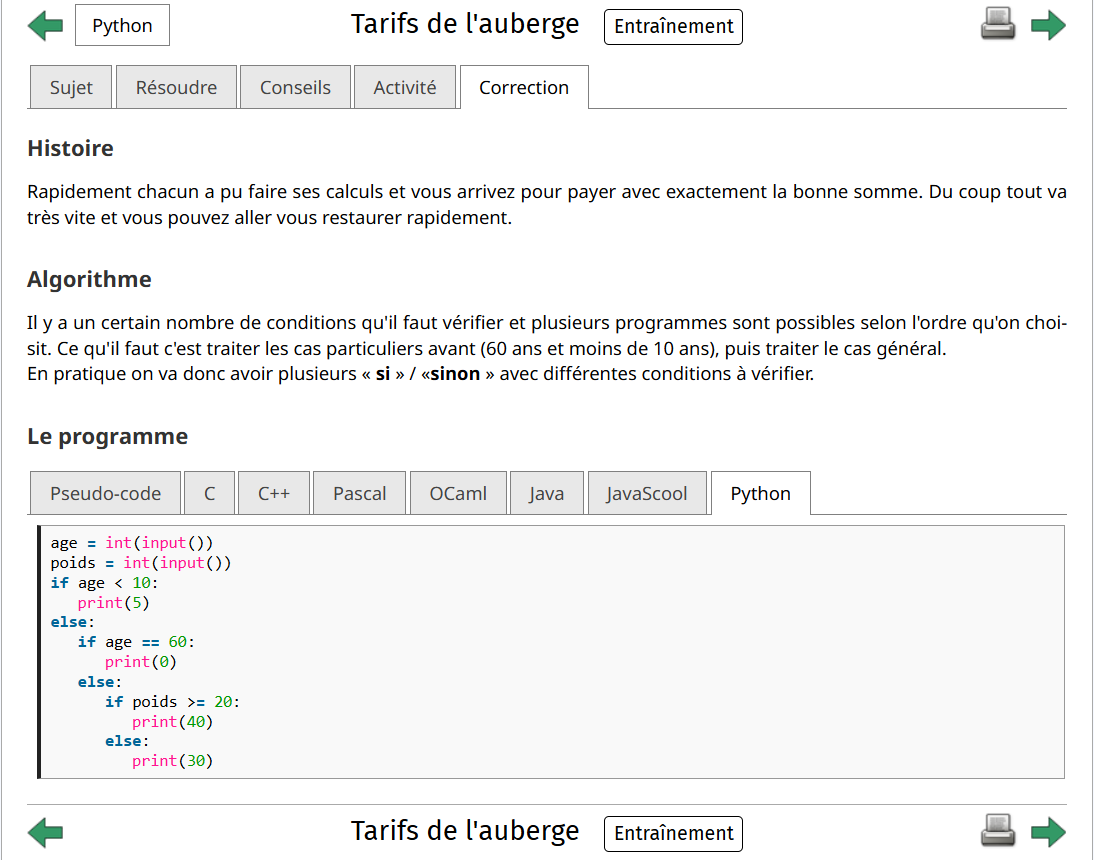 Python Tarifs de l'auberge Entraînement
Sujet Résoudre Conseils Activité Correction
Histoire
Rapidement chacun a pu faire ses calculs et vous arrivez pour payer avec exactement la bonne somme. Du coup tout va
très vite et vous pouvez aller vous restaurer rapidement.
Algorithme
Il y a un certain nombre de conditions qu'il faut vérifier et plusieurs programmes sont possibles selon l'ordre qu'on choi-
sit. Ce qu'il faut c'est traiter les cas particuliers avant (60 ans et moins de 10 ans), puis traiter le cas général.
En pratique on va donc avoir plusieurs « si » / «sinon » avec différentes conditions à vérifier.
Le programme
Pseudo-code C C++ Pascal OCaml Java JavaScool Python
age = int(input())
poids = int(input())
if age < 10:
   print(5)
else:
   if age == 60:
      print(0)
   else:
      if poids >= 20:
         print(40)
      else:
         print(30)
Tarifs de l'auberge Entraînement